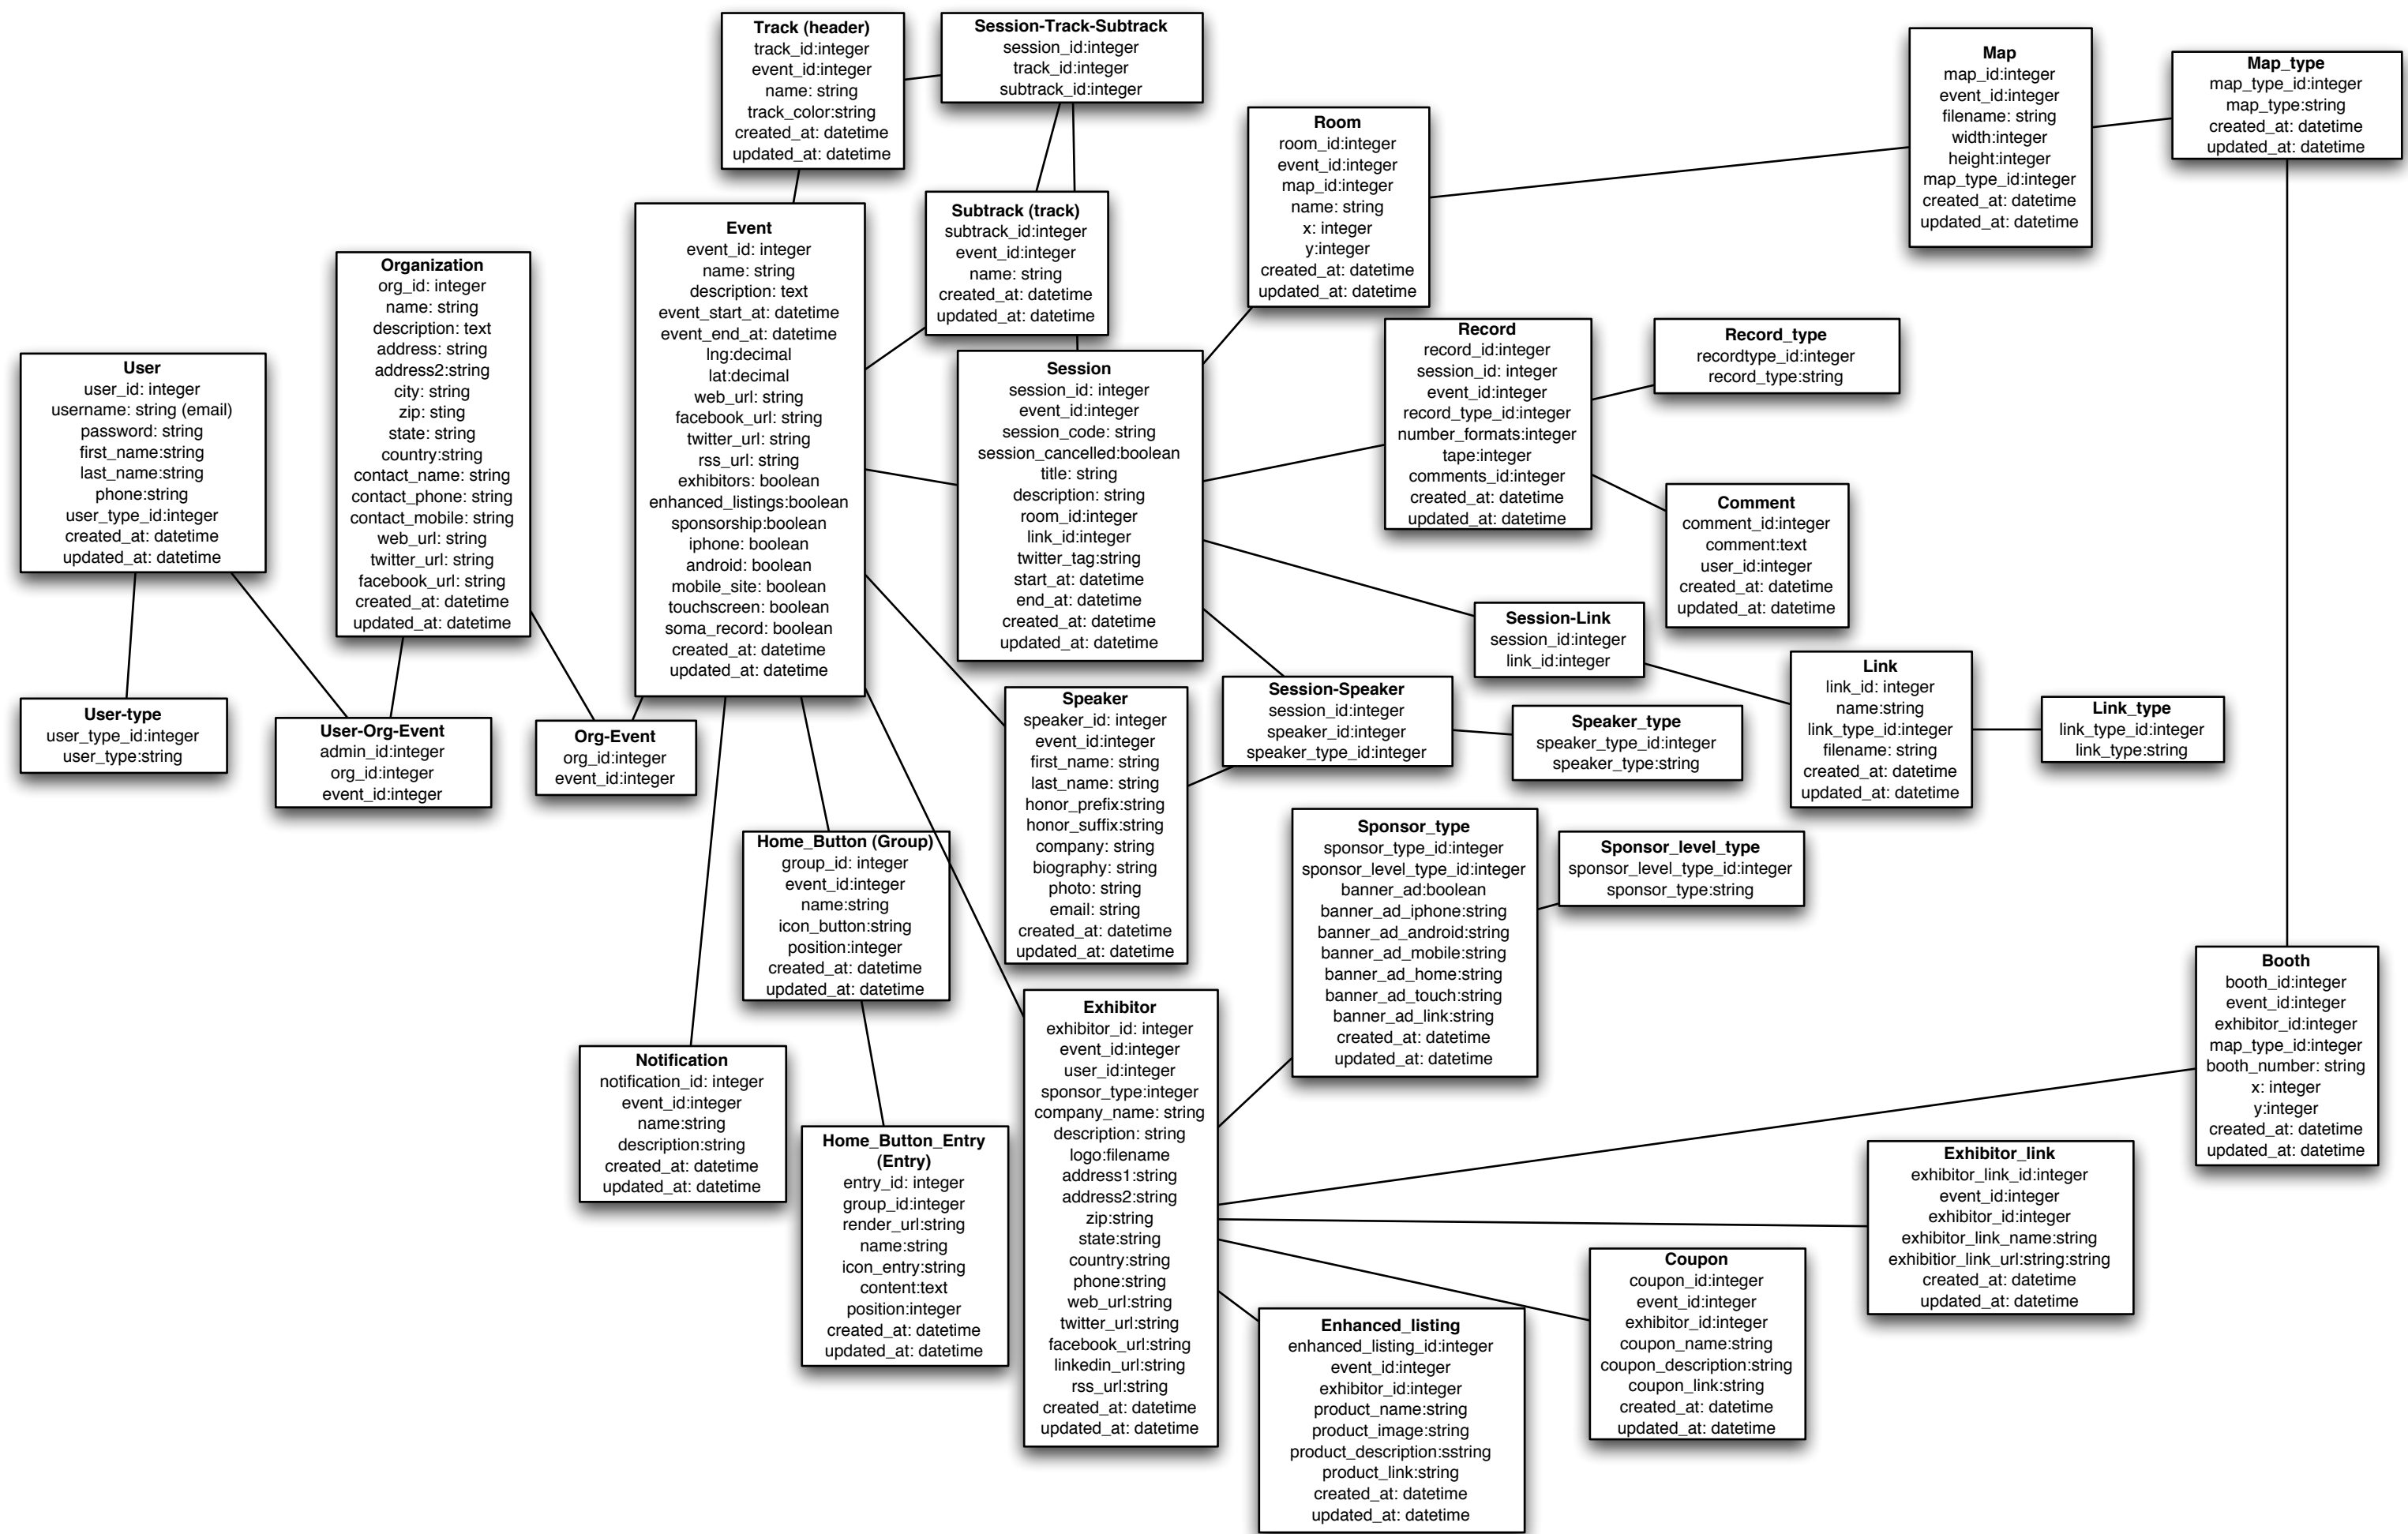 Track (header)
track_id:integer
event_id:integer
name: string
track_color:string
created_at: datetime
updated_at: datetime
Session-Track-Subtrack
session_id:integer
track_id:integer
subtrack_id:integer
Map
map_id:integer
event_id:integer
filename: string
width:integer
height:integer
map_type_id:integer
created_at: datetime
updated_at: datetime
Map_type
map_type_id:integer
map_type:string
created_at: datetime
updated_at: datetime
Room
room_id:integer
event_id:integer
map_id:integer
name: string
x: integer
y:integer
created_at: datetime
updated_at: datetime
Subtrack (track)
subtrack_id:integer
event_id:integer
name: string
created_at: datetime
updated_at: datetime
Event
event_id: integer
name: string
description: text
event_start_at: datetime
event_end_at: datetime
lng:decimal
lat:decimal
web_url: string
facebook_url: string
twitter_url: string
rss_url: string
exhibitors: boolean
enhanced_listings:boolean
sponsorship:boolean
iphone: boolean
android: boolean
mobile_site: boolean
touchscreen: boolean
soma_record: boolean
created_at: datetime
updated_at: datetime
Organization
org_id: integer
name: string
description: text
address: string
address2:string
city: string
zip: sting
state: string
country:string
contact_name: string
contact_phone: string
contact_mobile: string
web_url: string
twitter_url: string
facebook_url: string
created_at: datetime
updated_at: datetime
User
user_id: integer
username: string (email)
password: string
first_name:string
last_name:string
phone:string
user_type_id:integer
created_at: datetime
updated_at: datetime
Session
session_id: integer
event_id:integer
session_code: string
session_cancelled:boolean
title: string
description: string
room_id:integer
link_id:integer
twitter_tag:string
start_at: datetime
end_at: datetime
created_at: datetime
updated_at: datetime
Record
record_id:integer
session_id: integer
event_id:integer
record_type_id:integer
number_formats:integer
tape:integer
comments_id:integer
created_at: datetime
updated_at: datetime
Record_type
recordtype_id:integer
record_type:string
Comment
comment_id:integer
comment:text
user_id:integer
created_at: datetime
updated_at: datetime
Session-Link
session_id:integer
link_id:integer
Link
link_id: integer
name:string
link_type_id:integer
filename: string
created_at: datetime
updated_at: datetime
Link_type
link_type_id:integer
link_type:string
User-type
user_type_id:integer
user_type:string
User-Org-Event
admin_id:integer
org_id:integer
event_id:integer
Org-Event
org_id:integer
event_id:integer
Speaker
speaker_id: integer
event_id:integer
first_name: string
last_name: string
honor_prefix:string
honor_suffix:string
company: string
biography: string
photo: string
email: string
created_at: datetime
updated_at: datetime
Session-Speaker
session_id:integer
speaker_id:integer
speaker_type_id:integer
Speaker_type
speaker_type_id:integer
speaker_type:string
Home_Button (Group)
group_id: integer
event_id:integer
name:string
icon_button:string
position:integer
created_at: datetime
updated_at: datetime
Sponsor_type
sponsor_type_id:integer
sponsor_level_type_id:integer
banner_ad:boolean
banner_ad_iphone:string
banner_ad_android:string
banner_ad_mobile:string
banner_ad_home:string
banner_ad_touch:string
banner_ad_link:string
created_at: datetime
updated_at: datetime
Sponsor_level_type
sponsor_level_type_id:integer
sponsor_type:string
Booth
booth_id:integer
event_id:integer
exhibitor_id:integer
map_type_id:integer
booth_number: string
x: integer
y:integer
created_at: datetime
updated_at: datetime
Notification
notification_id: integer
event_id:integer
name:string
description:string
created_at: datetime
updated_at: datetime
Home_Button_Entry
(Entry)
entry_id: integer
group_id:integer
render_url:string
name:string
icon_entry:string
content:text
position:integer
created_at: datetime
updated_at: datetime
Exhibitor
exhibitor_id: integer
event_id:integer
user_id:integer
sponsor_type:integer
company_name: string
description: string
logo:filename
address1:string
address2:string
zip:string
state:string
country:string
phone:string
web_url:string
twitter_url:string
facebook_url:string
linkedin_url:string
rss_url:string
created_at: datetime
updated_at: datetime
Exhibitor_link
exhibitor_link_id:integer
event_id:integer
exhibitor_id:integer
exhibitor_link_name:string
exhibitior_link_url:string:string
created_at: datetime
updated_at: datetime
Coupon
coupon_id:integer
event_id:integer
exhibitor_id:integer
coupon_name:string
coupon_description:string
coupon_link:string
created_at: datetime
updated_at: datetime
Enhanced_listing
enhanced_listing_id:integer
event_id:integer
exhibitor_id:integer
product_name:string
product_image:string
product_description:sstring
product_link:string
created_at: datetime
updated_at: datetime